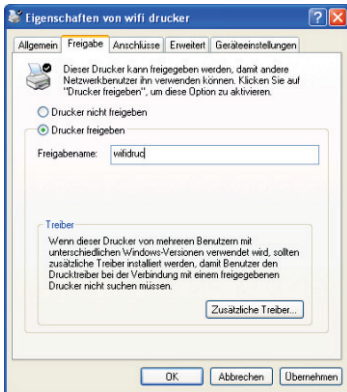 Eigenschaften von wifi drucker
Allgemein Freigabe Anschlüsse Erweitert Geräteeinstellungen
Dieser Drucker kann freigegeben werden, damit andere
Netzwerkbenutzer ihn verwenden können. Klicken Sie auf
"Drucker freigeben", um diese Option zu aktivieren.
Drucker nicht freigeben
Drucker freigeben
Freigabename: wifidruc
Treiber
Wenn dieser Drucker von mehreren Benutzern mit
unterschiedlichen Windows-Versionen verwendet wird, sollten
zusätzliche Treiber installiert werden, damit Benutzer den
Drucktreiber bei der Verbindung mit einem freigegebenen
Drucker nicht suchen müssen.
Zusätzliche Treiber...
OK Abbrechen Übernehmen